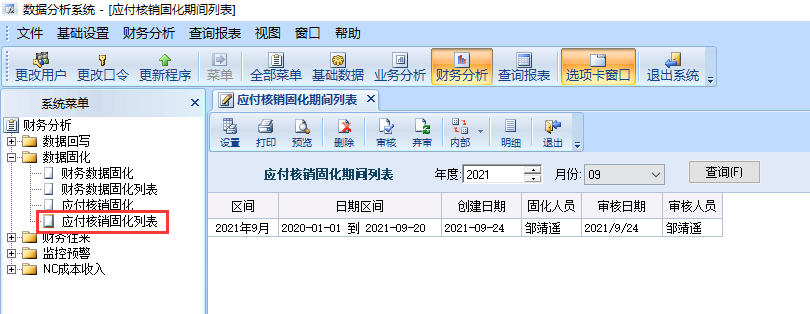 数据分析系统 - [应付核销固化期间列表]
文件 基础设置 财务分析 查询报表 视图 窗口 帮助
更改用户 更改口令 更新程序 菜单 全部菜单 基础数据 业务分析 财务分析 查询报表 选项卡窗口 退出系统
系统菜单 ×
应付核销固化期间列表 ×
财务分析
数据回写
数据固化
财务数据固化
财务数据固化列表
应付核销固化
应付核销固化列表
财务往来
监控预警
NC成本收入
设置 打印 预览 删除 审核 弃审 内部 明细 退出
应付核销固化期间列表 年度: 2021 月份: 09 查询(F)
区间 日期区间 创建日期 固化人员 审核日期 审核人员
2021年9月 2020-01-01 到 2021-09-20 2021-09-24 邹清遥 2021/9/24 邹清遥